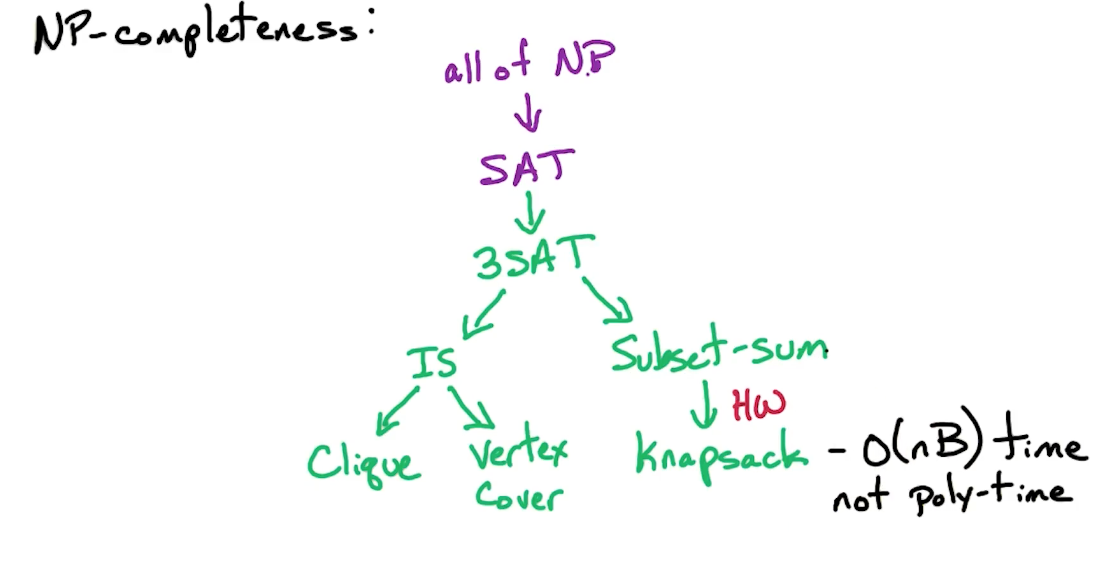 NP-completeness:
all of NP
↓
SAT
↓
3SAT
↙ ↘
IS
Subset-sum
↙ ↘
↓ HW
Clique
Vertex
Cover
Knapsack - O(nB) time
not poly-time